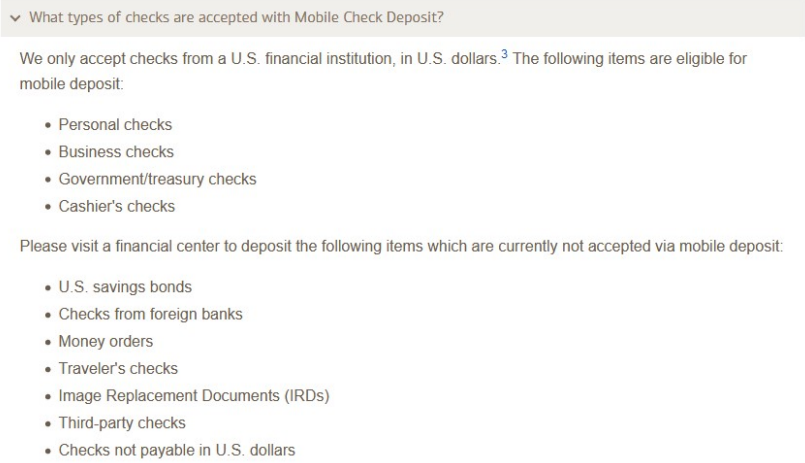 What types of checks are accepted with Mobile Check Deposit?
We only accept checks from a U.S. financial institution, in U.S. dollars.3 The following items are eligible for
mobile deposit:
• Personal checks
• Business checks
• Government/treasury checks
• Cashier's checks
Please visit a financial center to deposit the following items which are currently not accepted via mobile deposit:
• U.S. savings bonds
• Checks from foreign banks
• Money orders
• Traveler's checks
• Image Replacement Documents (IRDs)
• Third-party checks
• Checks not payable in U.S. dollars